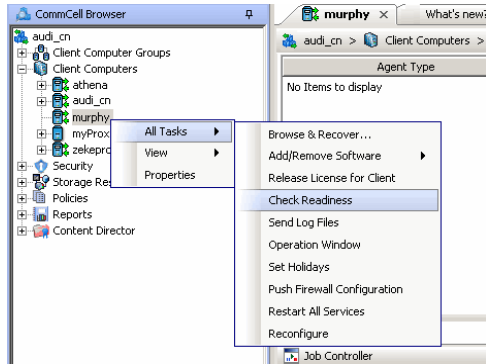 CommCell Browser
audi_cn
Client Computer Groups
Client Computers
athena
audi_cn
murphy
myProx
zekepro
Security
Storage Res
Policies
Reports
Content Director
All Tasks
View
Properties
Browse & Recover...
Add/Remove Software
Release License for Client
Check Readiness
Send Log Files
Operation Window
Set Holidays
Push Firewall Configuration
Restart All Services
Reconfigure
murphy
What's new?
audi_cn > Client Computers >
Agent Type
No Items to display
Job Controller